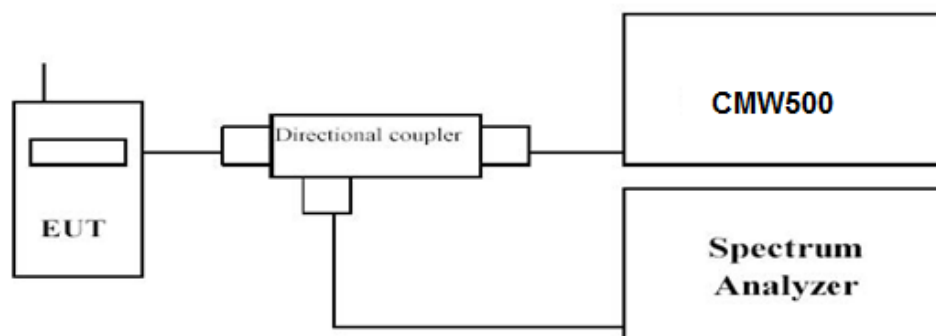 CMW500
Directional coupler
EUT
Spectrum
Analyzer